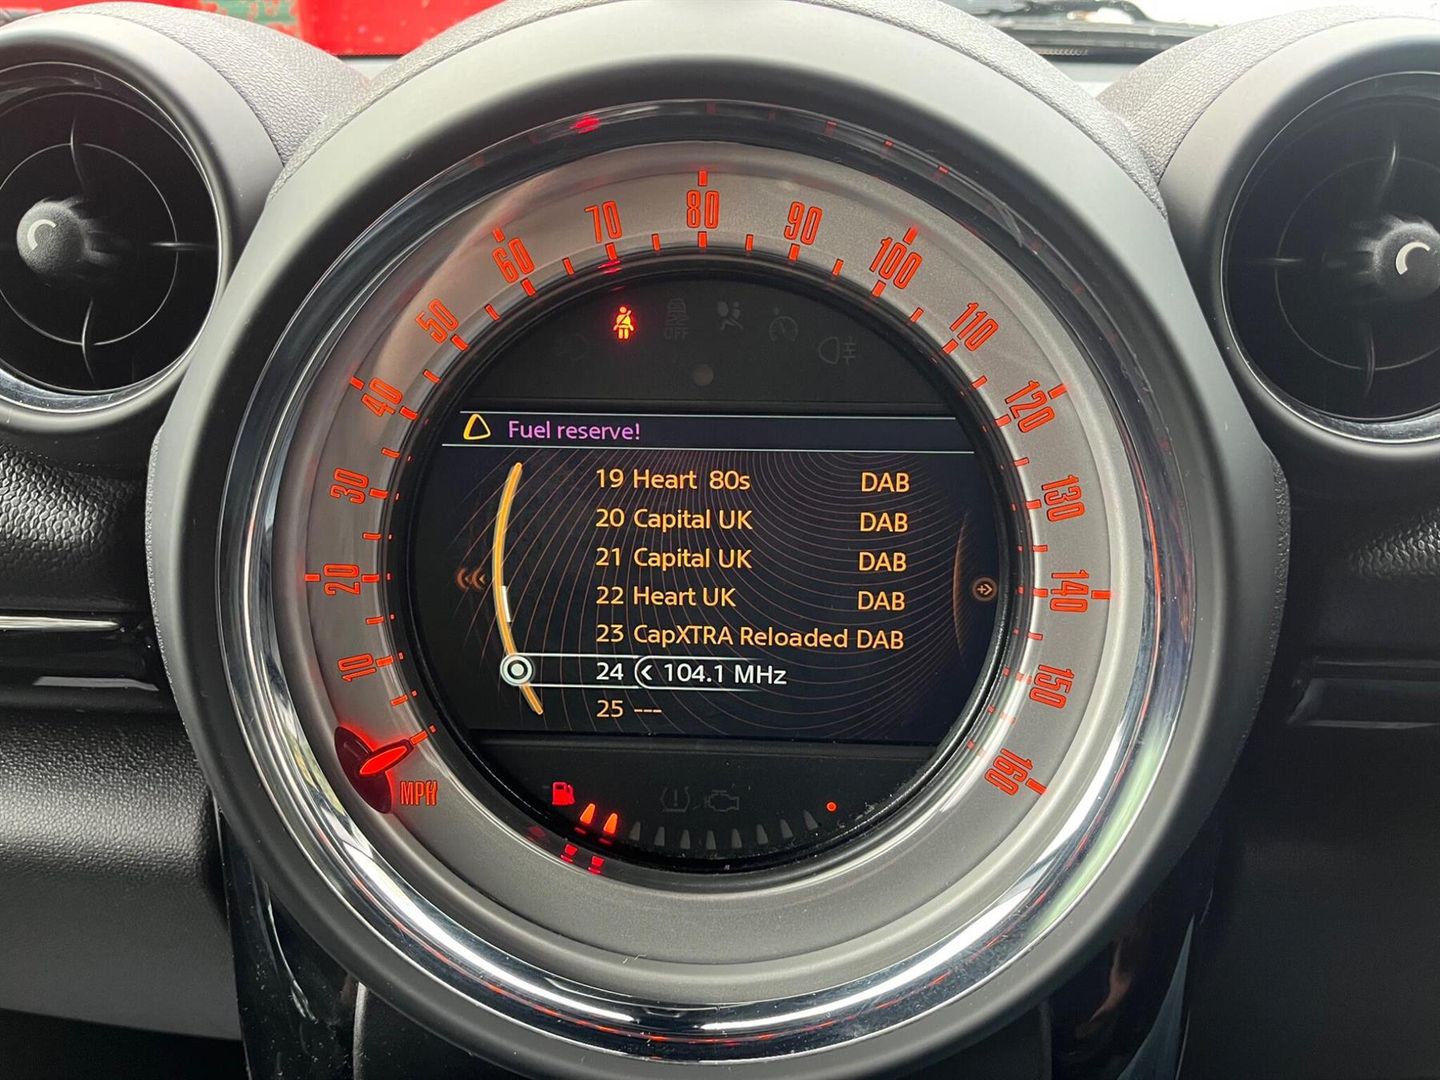 80
70
90
60
100
50
110
40
120
30
130
20
140
10
150
160
MPH
OFF
Fuel reserve!
19 Heart 80s DAB
20 Capital UK DAB
21 Capital UK DAB
22 Heart UK DAB
23 CapXTRA Reloaded DAB
24 < 104.1 MHz
25 ---